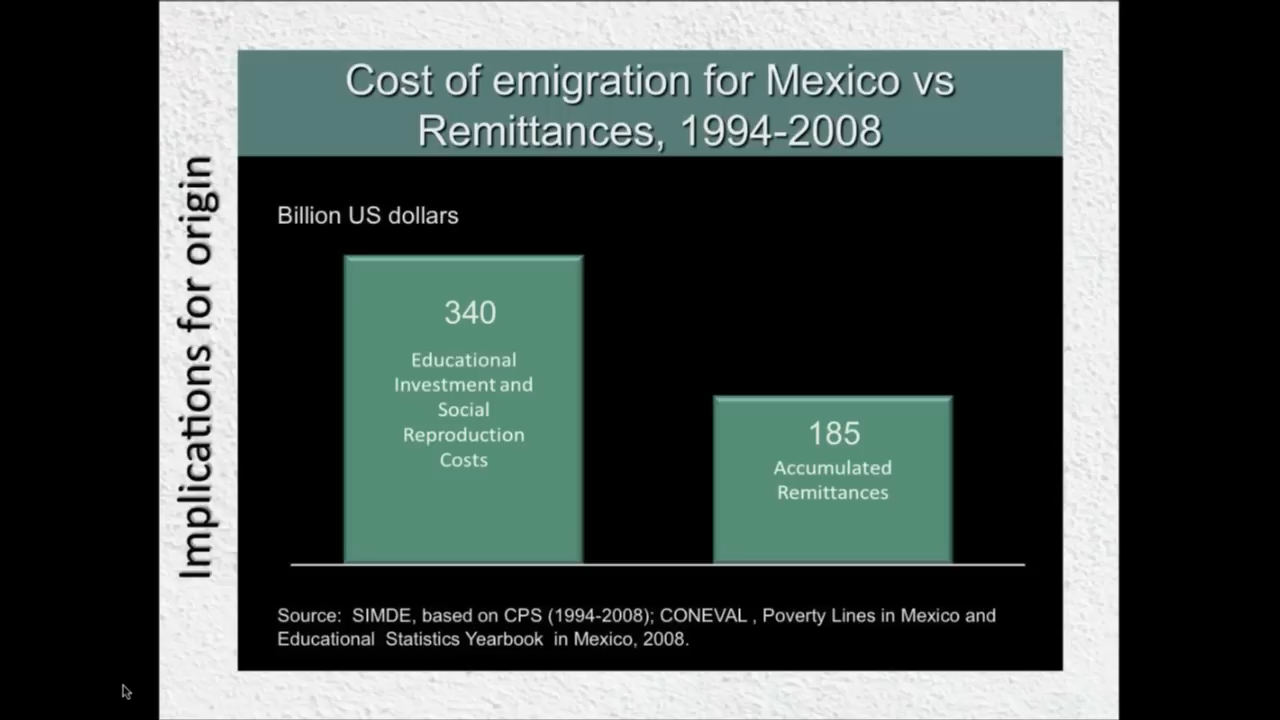 Cost of emigration for Mexico vs
Remittances, 1994-2008
Implications for origin
Billion US dollars
340
Educational
Investment and
Social
Reproduction
Costs
185
Accumulated
Remittances
Source: SIMDE, based on CPS (1994-2008); CONEVAL , Poverty Lines in Mexico and
Educational Statistics Yearbook in Mexico, 2008.